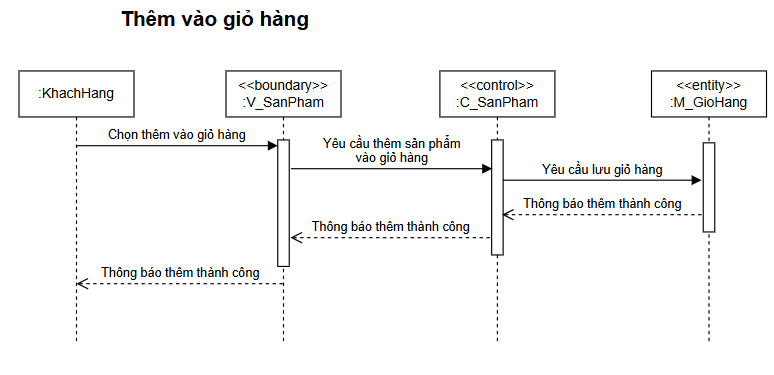 Thêm vào giỏ hàng
:KhachHang
<<boundary>>
:V_SanPham
<<control>>
:C_SanPham
<<entity>>
:M_GioHang
Chọn thêm vào giỏ hàng
Yêu cầu thêm sản phẩm
vào giỏ hàng
Yêu cầu lưu giỏ hàng
Thông báo thêm thành công
Thông báo thêm thành công
Thông báo thêm thành công